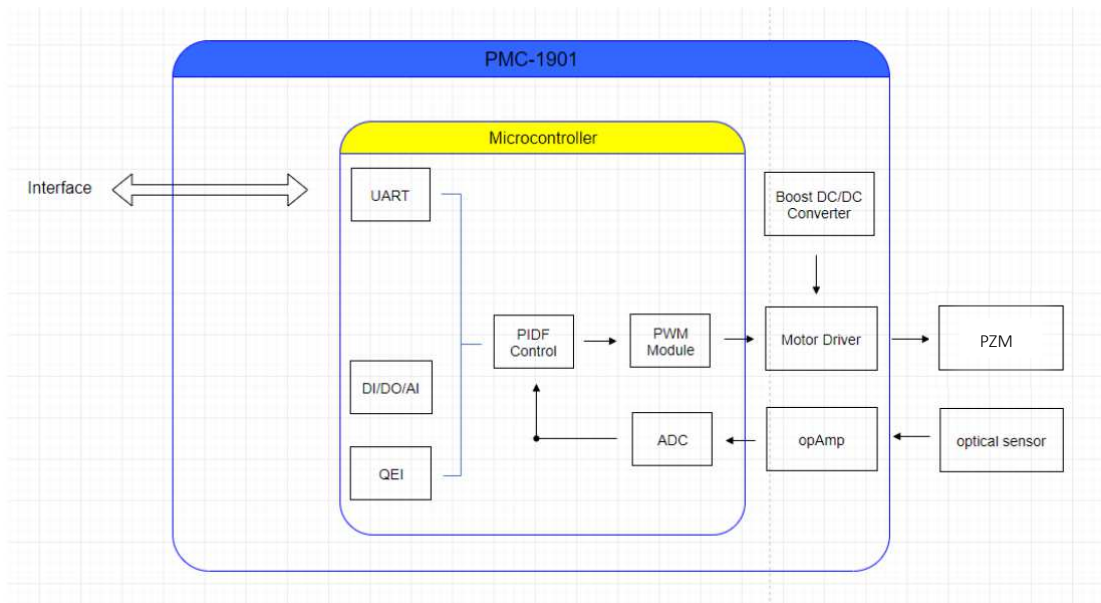 PMC-1901
Microcontroller
Interface
UART
Boost DC/DC
Converter
PIDF
Control
PWM
Module
Motor Driver
PZM
DI/DO/AI
ADC
opAmp
optical sensor
QEI